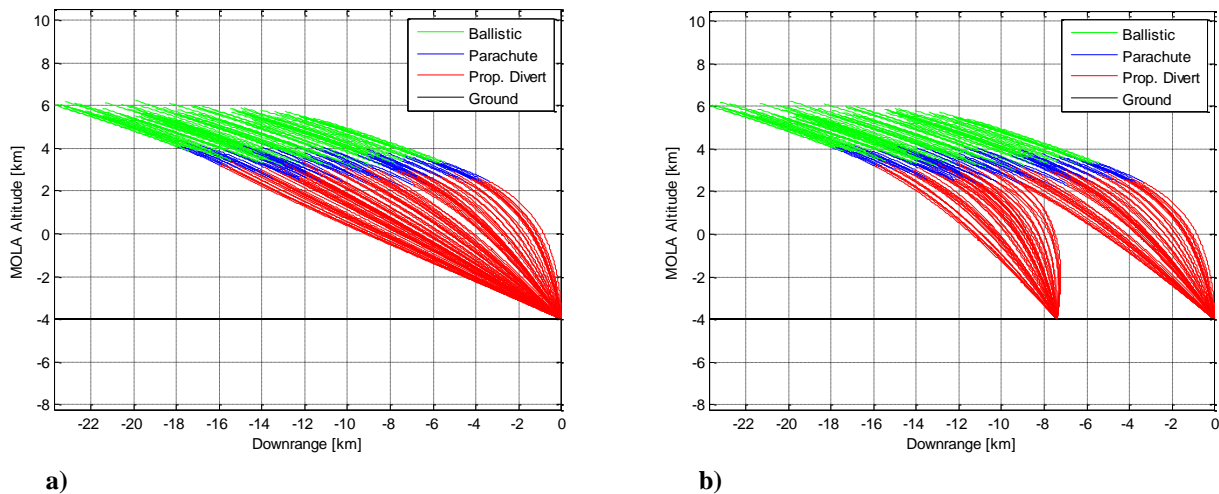 10
8
6
4
2
0
-2
-4
-6
-8
MOLA Altitude [km]
Ballistic
Parachute
Prop. Divert
Ground
-22 -20 -18 -16 -14 -12 -10 -8 -6 -4 -2 0
Downrange [km]
a)
10
8
6
4
2
0
-2
-4
-6
-8
MOLA Altitude [km]
Ballistic
Parachute
Prop. Divert
Ground
-22 -20 -18 -16 -14 -12 -10 -8 -6 -4 -2 0
Downrange [km]
b)